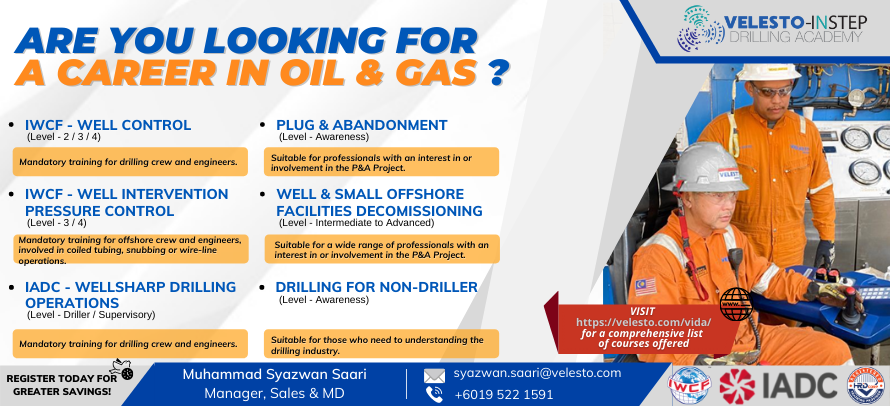 VELESTO-INSTEP
DRILLING ACADEMY
ARE YOU LOOKING FOR
A CAREER IN OIL & GAS ?
IWCF - WELL CONTROL
(Level - 2 / 3 / 4)
Mandatory training for drilling crew and engineers.
IWCF - WELL INTERVENTION
PRESSURE CONTROL
(Level - 3 / 4)
Mandatory training for offshore crew and engineers,
involved in coiled tubing, snubbing or wire-line
operations.
IADC - WELLSHARP DRILLING
OPERATIONS
(Level - Driller / Supervisory)
Mandatory training for drilling crew and engineers.
PLUG & ABANDONMENT
(Level - Awareness)
Suitable for professionals with an interest in or
involvement in the P&A Project.
WELL & SMALL OFFSHORE
FACILITIES DECOMISSIONING
(Level - Intermediate to Advanced)
Suitable for a wide range of professionals with an
interest in or involvement in the P&A Project.
DRILLING FOR NON-DRILLER
(Level - Awareness)
Suitable for those who need to understanding the
drilling industry.
VISIT
https://velesto.com/vida/
for a comprehensive list
of courses offered
WWW.
REGISTER TODAY FOR
GREATER SAVINGS!
Muhammad Syazwan Saari
Manager, Sales & MD
syazwan.saari@velesto.com
+6019 522 1591
IWCF
IADC
HRD